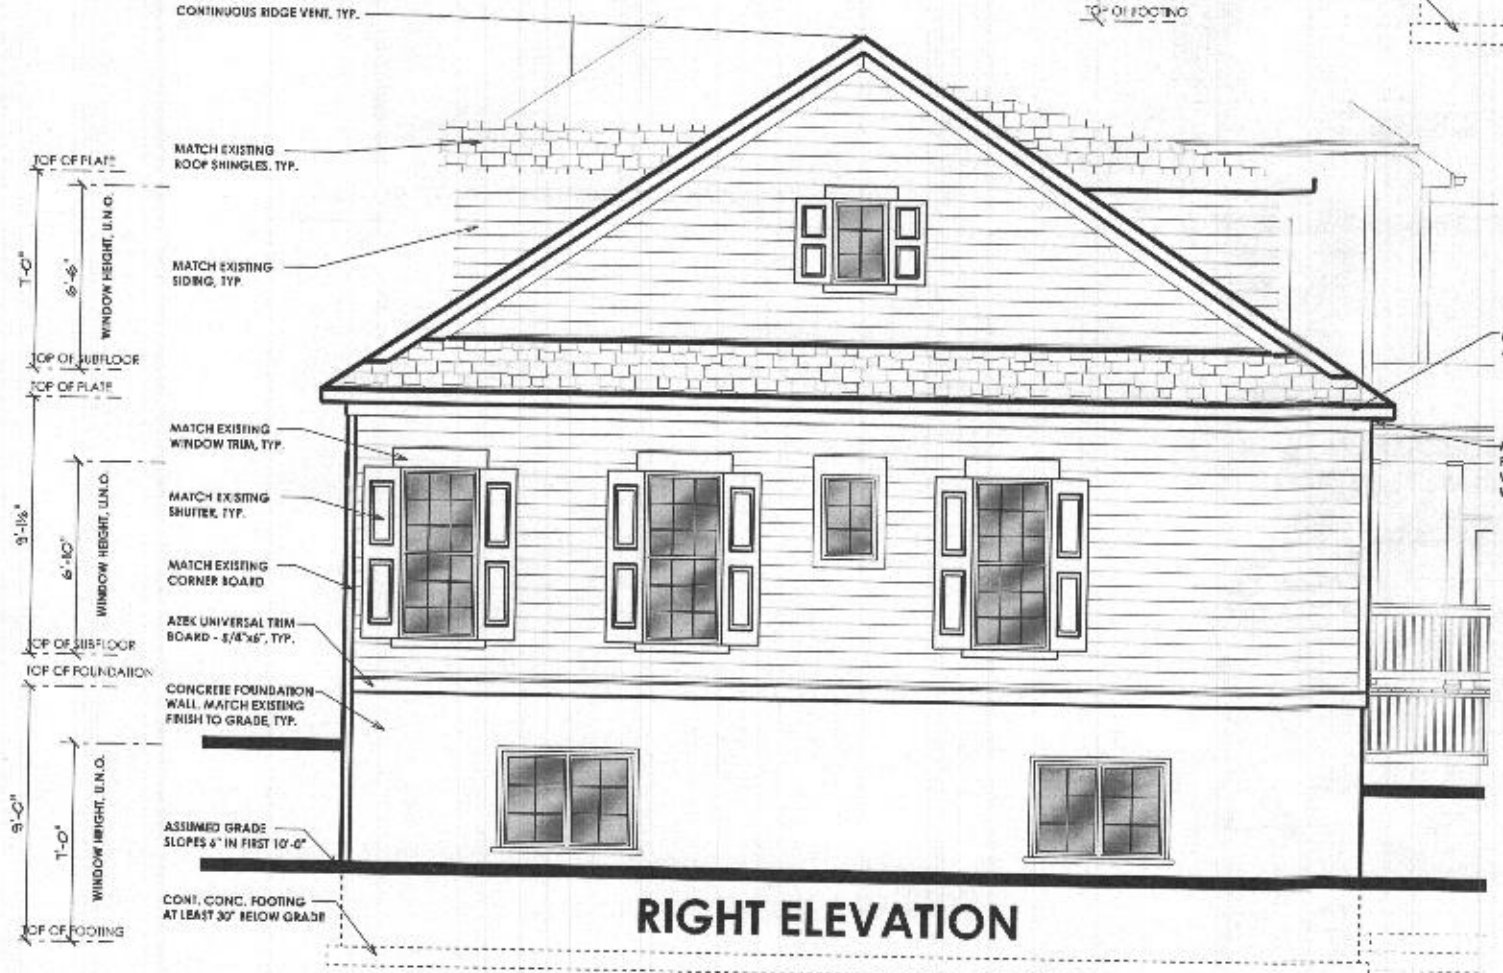 CONTINUOUS RIDGE VENT, TYP.
TOP OF FOOTING
MATCH EXISTING
ROOF SHINGLES, TYP.
TOP OF PLATE
WINDOW HEIGHT, U.N.O.
7'-0"
6'-6"
MATCH EXISTING
SIDING, TYP.
TOP OF SUBFLOOR
TOP OF PLATE
MATCH EXISTING
WINDOW TRIM, TYP.
MATCH EXISTING
SHUTTER, TYP.
WINDOW HEIGHT, U.N.O.
9'-1⅛"
6'-10"
MATCH EXISTING
CORNER BOARD
AZEK UNIVERSAL TRIM
BOARD - 5/4"x6", TYP.
TOP OF SUBFLOOR
TOP OF FOUNDATION
CONCRETE FOUNDATION
WALL. MATCH EXISTING
FINISH TO GRADE, TYP.
WINDOW HEIGHT, U.N.O.
9'-0"
7'-0"
ASSUMED GRADE
SLOPES 6" IN FIRST 10'-0"
CONT. CONC. FOOTING
AT LEAST 30" BELOW GRADE
TOP OF FOOTING
RIGHT ELEVATION